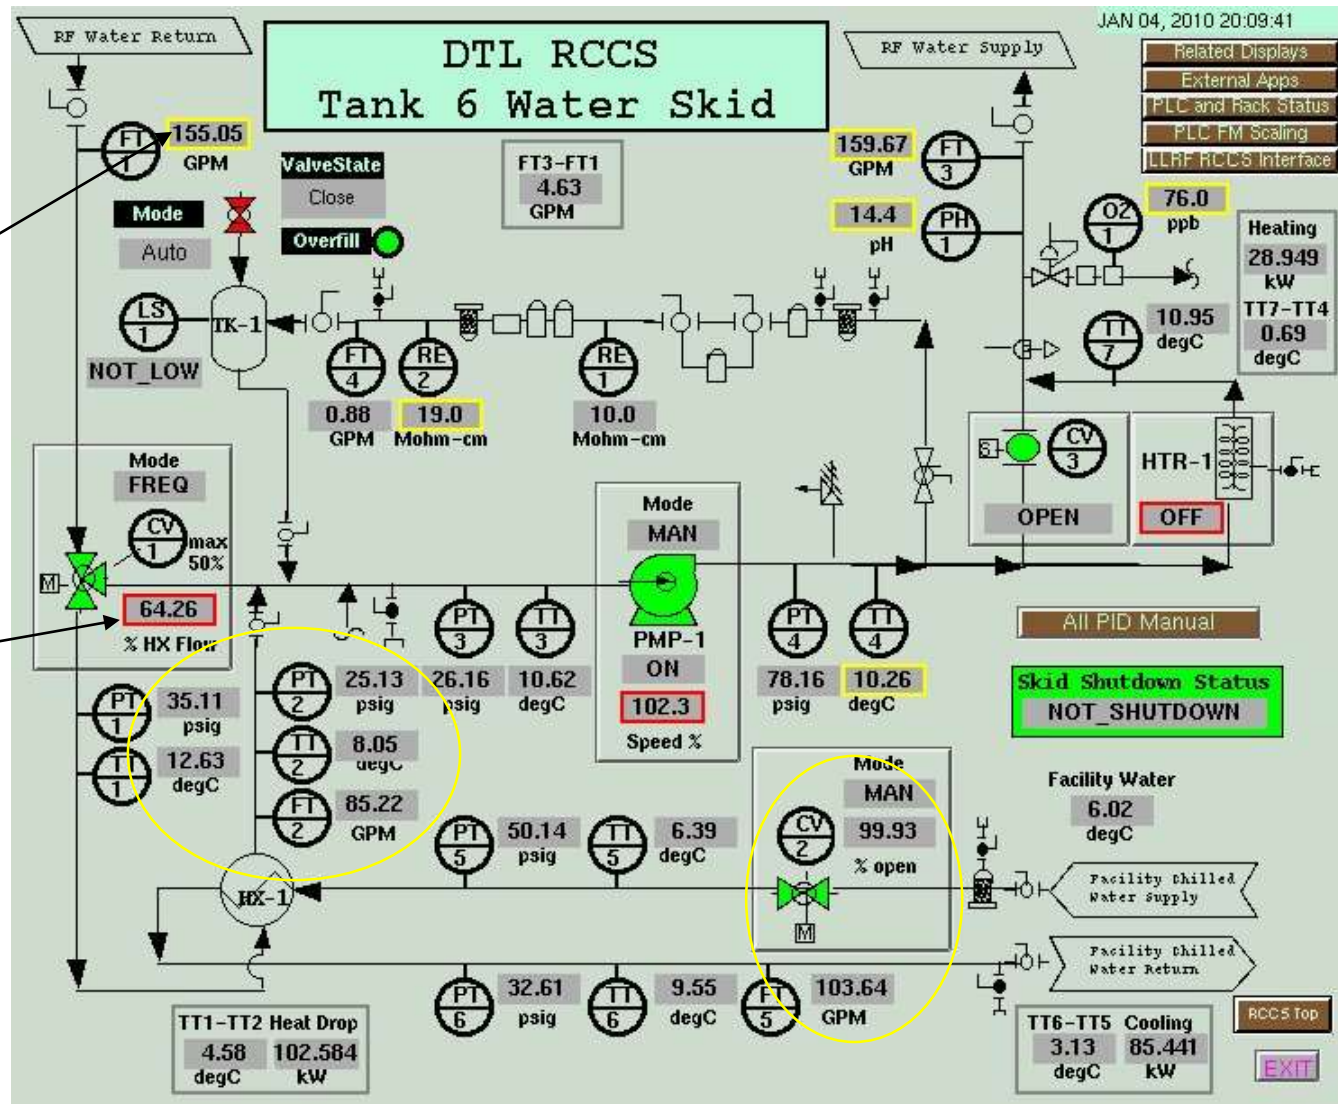 JAN 04, 2010 20:09:41
RF Water Return
DTL RCCS
Tank 6 Water Skid
RF Water Supply
Related Displays
External Apps
PLC and Rack Status
PLC FM Scaling
LLRF RCCS Interface
FT
1
155.05
GPM
ValveState
Close
Mode
Auto
Overfill
FT3-FT1
4.63
GPM
159.67
GPM
FT
3
14.4
pH
PH
1
O2
1
76.0
ppb
Heating
28.949
kW
TT7-TT4
0.69
degC
LS
1
NOT_LOW
TK-1
FT
4
0.88
GPM
RE
2
19.0
Mohm-cm
RE
1
10.0
Mohm-cm
TT
7
10.95
degC
Mode
FREQ
CV
1
max
50%
M
64.26
% HX Flow
Mode
MAN
PMP-1
ON
102.3
Speed %
S
CV
3
OPEN
HTR-1
OFF
PT
3
26.16
psig
TT
3
10.62
degC
PT
4
78.16
psig
TT
4
10.26
degC
All PID Manual
Skid Shutdown Status
NOT_SHUTDOWN
PT
1
35.11
psig
TT
1
12.63
degC
PT
2
25.13
psig
TT
2
8.05
degC
FT
2
85.22
GPM
HX-1
PT
5
50.14
psig
TT
5
6.39
degC
Mode
MAN
CV
2
99.93
% open
M
Facility Water
6.02
degC
Facility Chilled
Water Supply
Facility Chilled
Water Return
PT
6
32.61
psig
TT
6
9.55
degC
FT
5
103.64
GPM
TT1-TT2 Heat Drop
4.58 102.584
degC kW
TT6-TT5 Cooling
3.13 85.441
degC kW
RCCS Top
EXIT